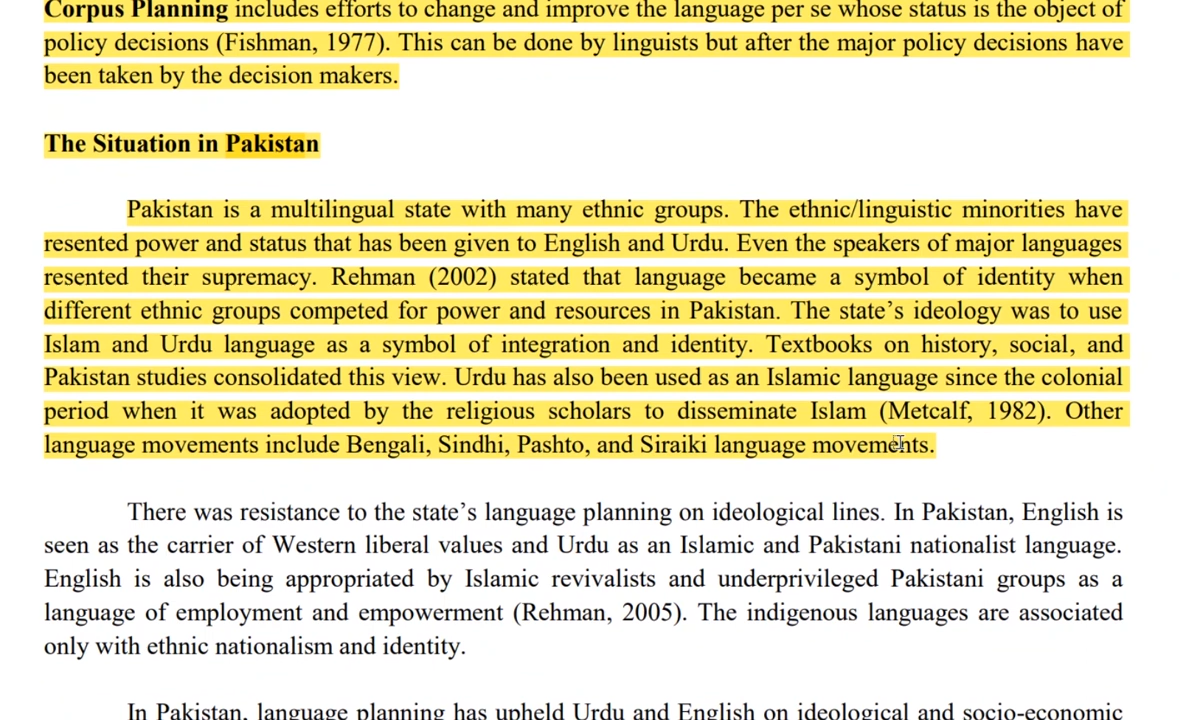 Corpus Planning includes efforts to change and improve the language per se whose status is the object of
policy decisions (Fishman, 1977). This can be done by linguists but after the major policy decisions have
been taken by the decision makers.
The Situation in Pakistan
Pakistan is a multilingual state with many ethnic groups. The ethnic/linguistic minorities have
resented power and status that has been given to English and Urdu. Even the speakers of major languages
resented their supremacy. Rehman (2002) stated that language became a symbol of identity when
different ethnic groups competed for power and resources in Pakistan. The state’s ideology was to use
Islam and Urdu language as a symbol of integration and identity. Textbooks on history, social, and
Pakistan studies consolidated this view. Urdu has also been used as an Islamic language since the colonial
period when it was adopted by the religious scholars to disseminate Islam (Metcalf, 1982). Other
language movements include Bengali, Sindhi, Pashto, and Siraiki language movements.
There was resistance to the state’s language planning on ideological lines. In Pakistan, English is
seen as the carrier of Western liberal values and Urdu as an Islamic and Pakistani nationalist language.
English is also being appropriated by Islamic revivalists and underprivileged Pakistani groups as a
language of employment and empowerment (Rehman, 2005). The indigenous languages are associated
only with ethnic nationalism and identity.
In Pakistan, language planning has upheld Urdu and English on ideological and socio-economic